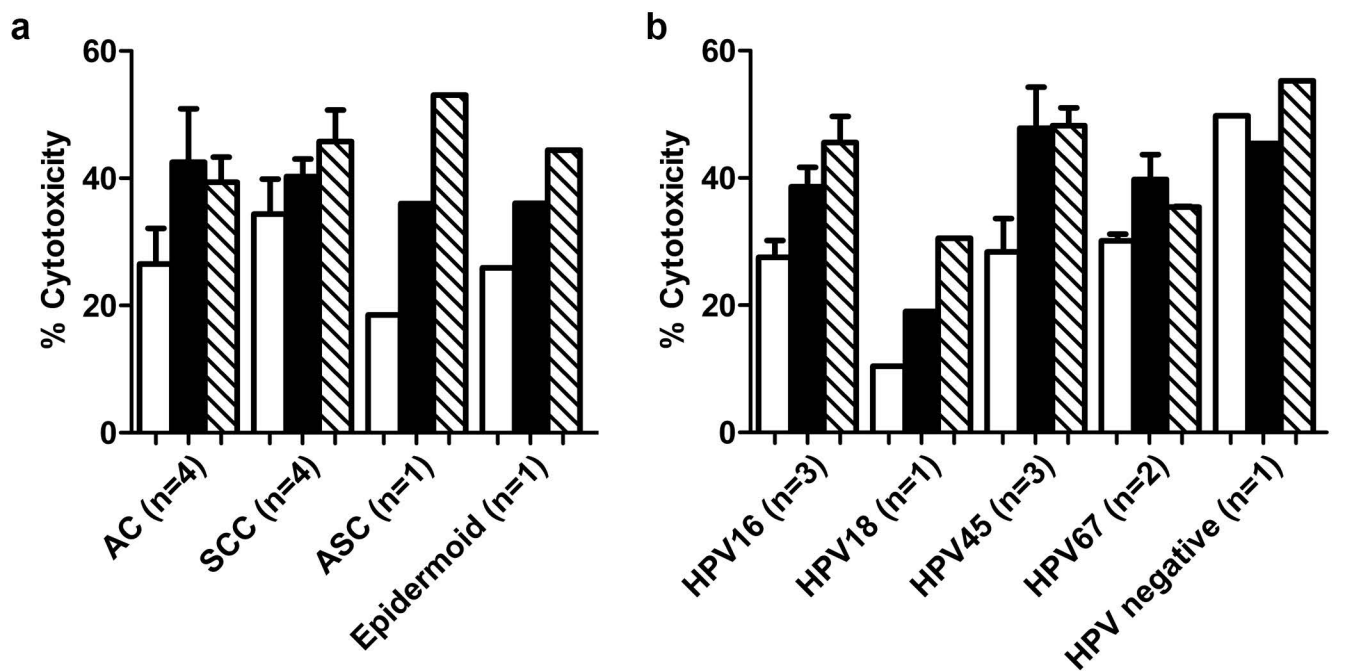 a
% Cytotoxicity
60
40
20
0
AC (n=4)
SCC (n=4)
ASC (n=1)
Epidermoid (n=1)
b
% Cytotoxicity
60
40
20
0
HPV16 (n=3)
HPV18 (n=1)
HPV45 (n=3)
HPV67 (n=2)
HPV negative (n=1)